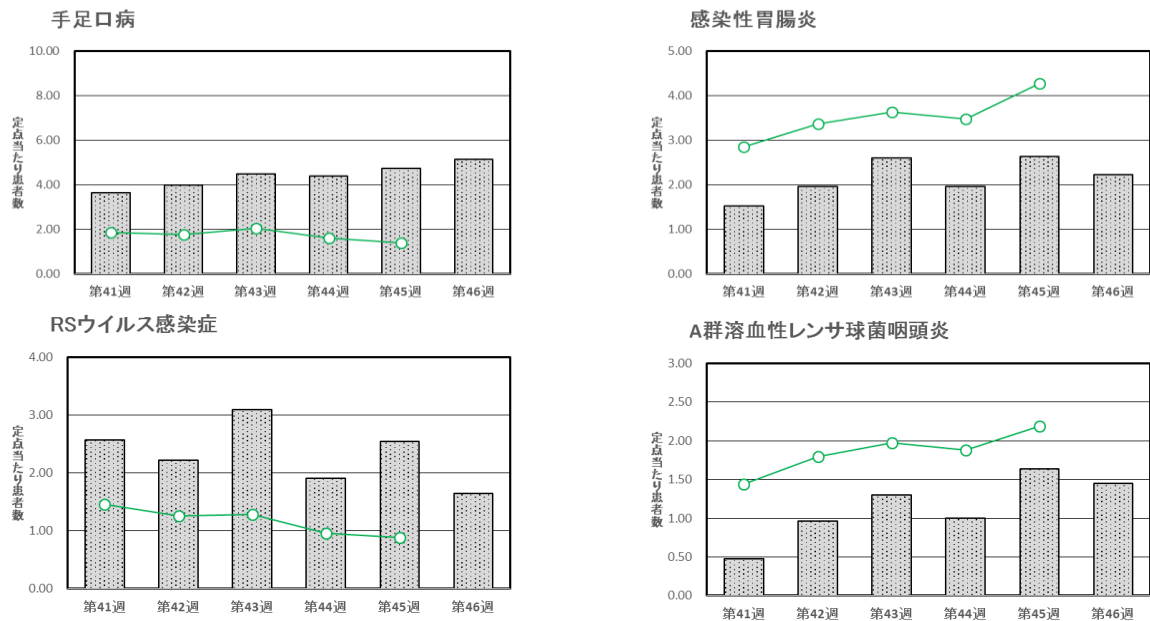 手足口病
10.00
8.00
6.00
4.00
2.00
0.00
定点当たり患者数
第41週 第42週 第43週 第44週 第45週 第46週
感染性胃腸炎
5.00
4.00
3.00
2.00
1.00
0.00
定点当たり患者数
第41週 第42週 第43週 第44週 第45週 第46週
RSウイルス感染症
4.00
3.00
2.00
1.00
0.00
定点当たり患者数
第41週 第42週 第43週 第44週 第45週 第46週
A群溶血性レンサ球菌咽頭炎
3.00
2.50
2.00
1.50
1.00
0.50
0.00
定点当たり患者数
第41週 第42週 第43週 第44週 第45週 第46週